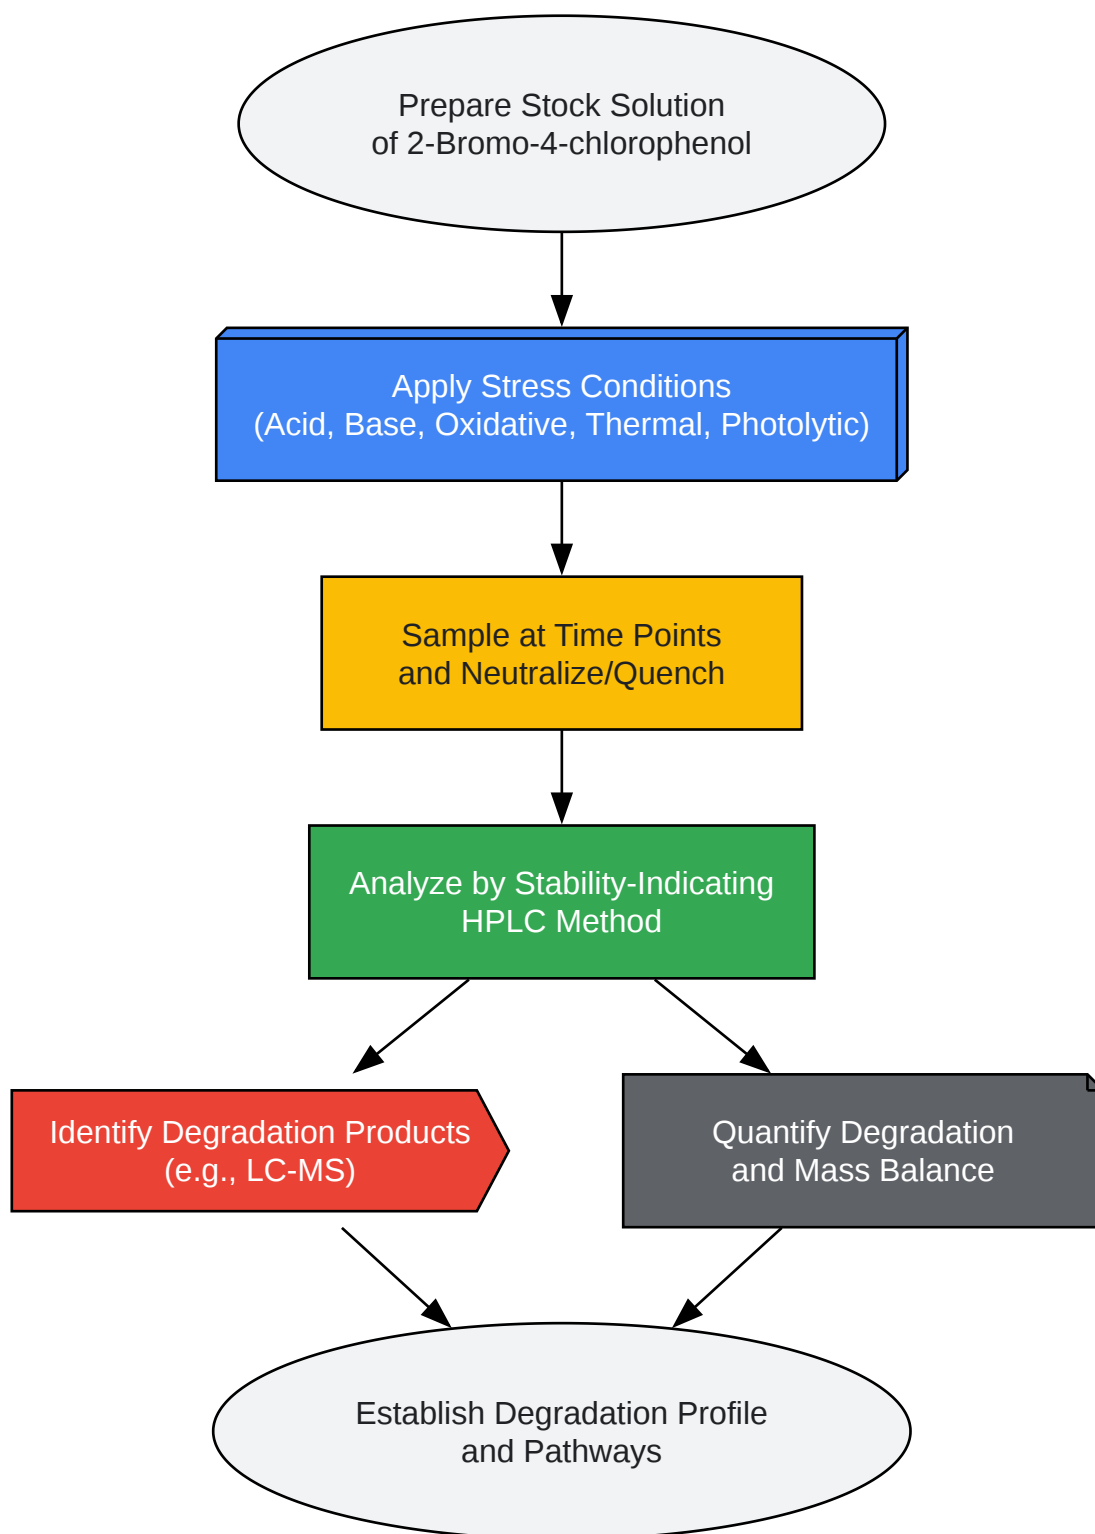 Prepare Stock Solution
of 2-Bromo-4-chlorophenol
Apply Stress Conditions
(Acid, Base, Oxidative, Thermal, Photolytic)
Sample at Time Points
and Neutralize/Quench
Analyze by Stability-Indicating
HPLC Method
Identify Degradation Products
(e.g., LC-MS)
Quantify Degradation
and Mass Balance
Establish Degradation Profile
and Pathways